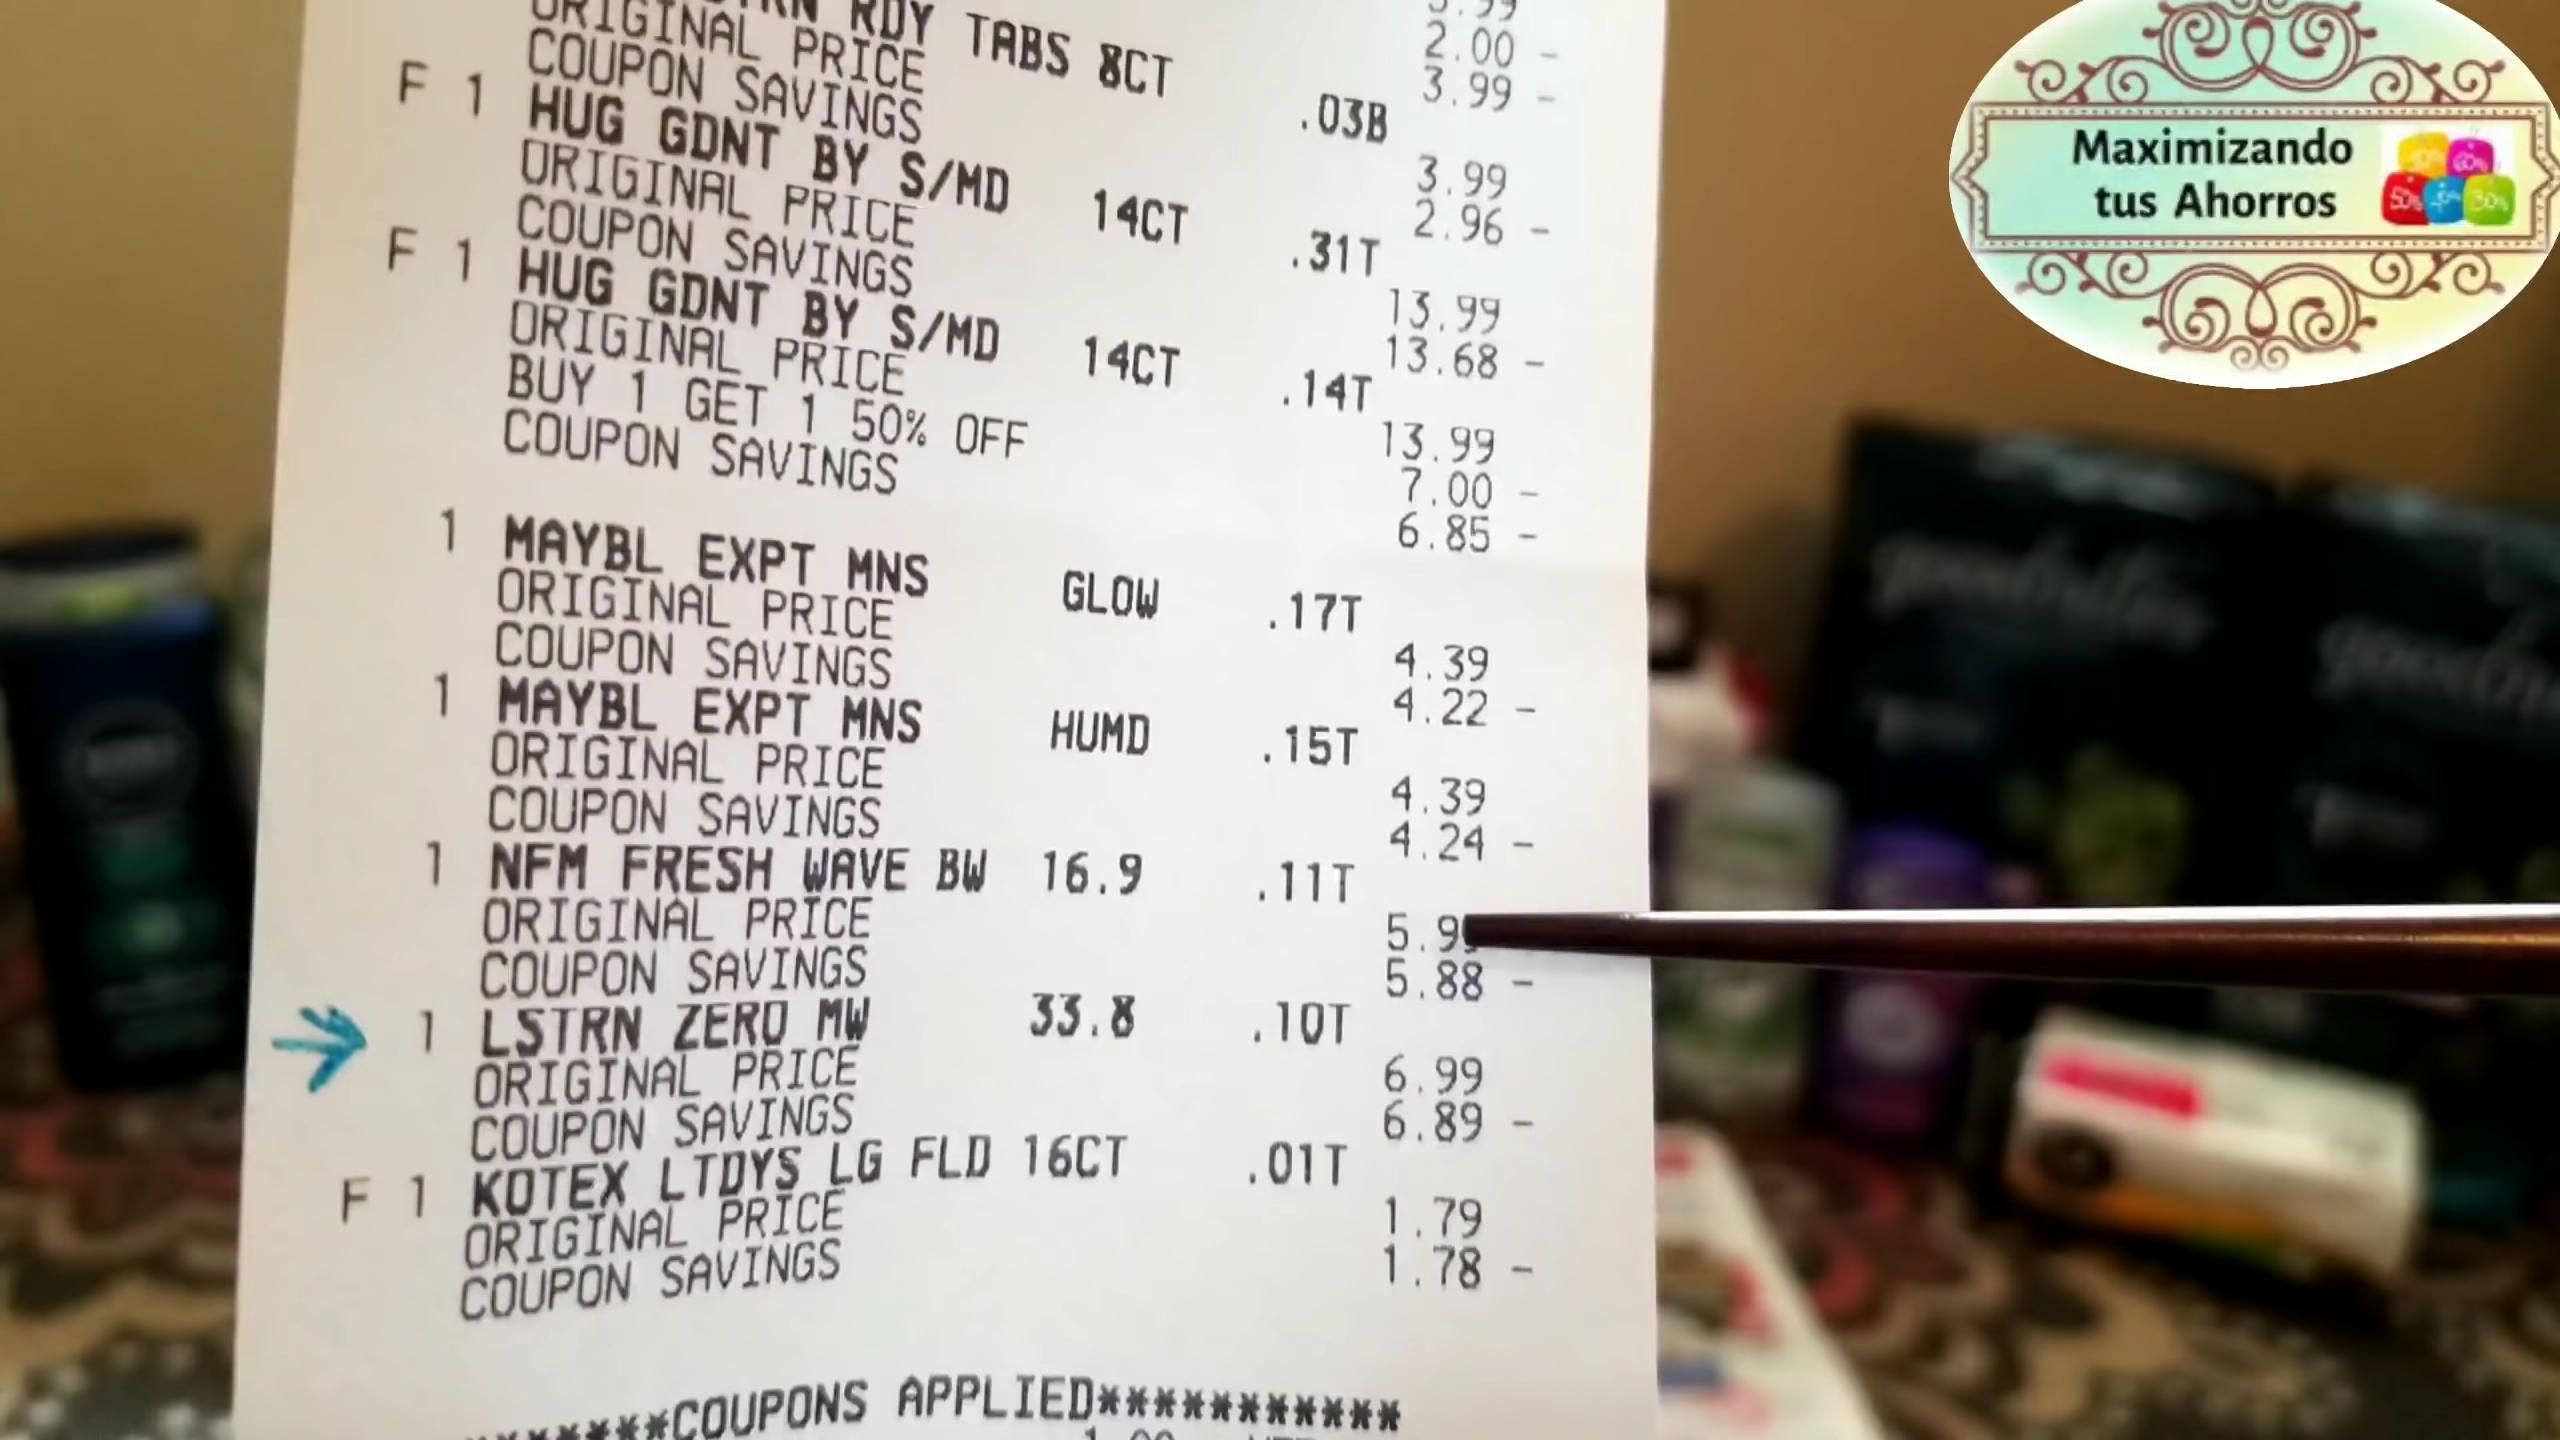 RDY TABS 8CT
ORIGINAL PRICE 2.00 -
COUPON SAVINGS 3.99 -
F 1 HUG GDNT BY S/MD 14CT .03B
ORIGINAL PRICE 3.99
COUPON SAVINGS 2.96 -
F 1 HUG GDNT BY S/MD 14CT .31T
ORIGINAL PRICE 13.99
BUY 1 GET 1 50% OFF 13.68 -
COUPON SAVINGS .14T
13.99
7.00 -
6.85 -
1 MAYBL EXPT MNS GLOW .17T
ORIGINAL PRICE 4.39
COUPON SAVINGS 4.22 -
1 MAYBL EXPT MNS HUMD .15T
ORIGINAL PRICE 4.39
COUPON SAVINGS 4.24 -
1 NFM FRESH WAVE BW 16.9 .11T
ORIGINAL PRICE 5.9
COUPON SAVINGS 5.88 -
1 LSTRN ZERO MW 33.8 .10T
ORIGINAL PRICE 6.99
COUPON SAVINGS 6.89 -
F 1 KOTEX LTDYS LG FLD 16CT .01T
ORIGINAL PRICE 1.79
COUPON SAVINGS 1.78 -
*******COUPONS APPLIED***********
Maximizando
tus Ahorros